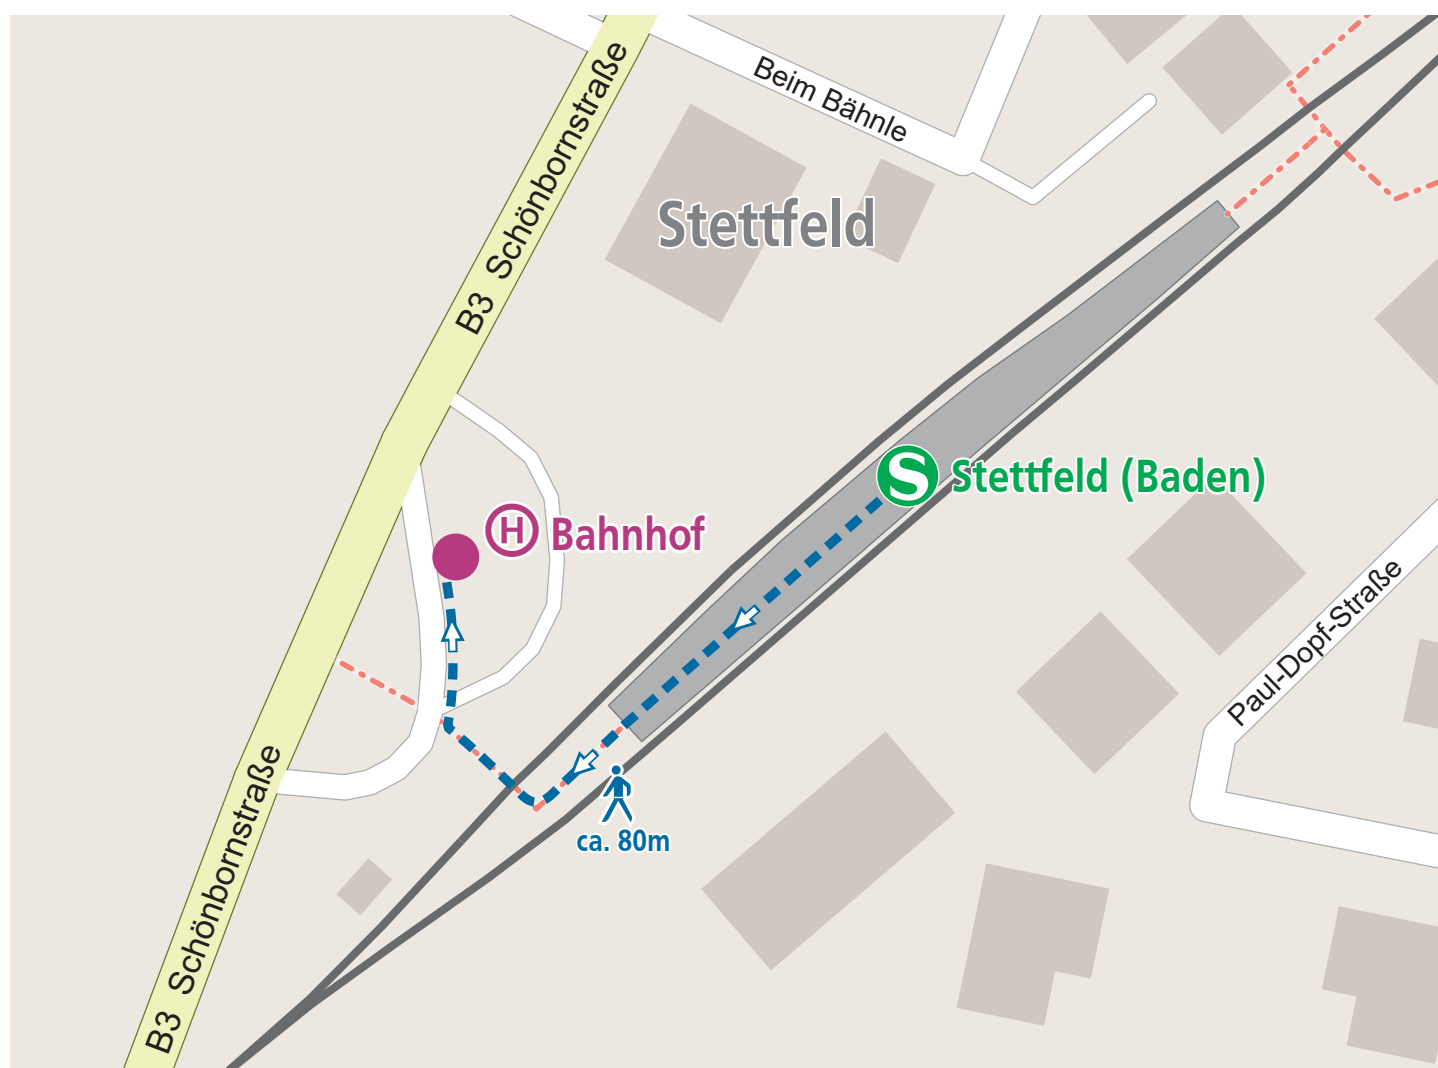 Beim Bähnle
B3 Schönbornstraße
Stettfeld
S Stettfeld (Baden)
H Bahnhof
Paul-Dopf-Straße
ca. 80m
B3 Schönbornstraße